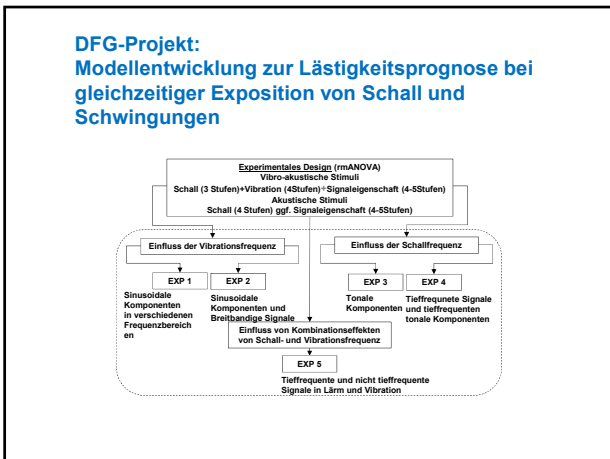 DFG-Projekt:
Modellentwicklung zur Lästigkeitsprognose bei
gleichzeitiger Exposition von Schall und
Schwingungen
Experimentales Design (rmANOVA)
Vibro-akustische Stimuli
Schall (3 Stufen)+Vibration (4Stufen)+Signaleigenschaft (4-5Stufen)
Akustische Stimuli
Schall (4 Stufen) ggf. Signaleigenschaft (4-5Stufen)
Einfluss der Vibrationsfrequenz
Einfluss der Schallfrequenz
EXP 1
EXP 2
EXP 3
EXP 4
Sinusoidale
Komponenten
in verschiedenen
Frequenzbereich
en
Sinusoidale
Komponenten und
Breitbandige Signale
Tonale
Komponenten
Tieffrequnete Signale
und tieffrequenten
tonale Komponenten
Einfluss von Kombinationseffekten
von Schall- und Vibrationsfrequenz
EXP 5
Tieffrequente und nicht tieffrequente
Signale in Lärm und Vibration